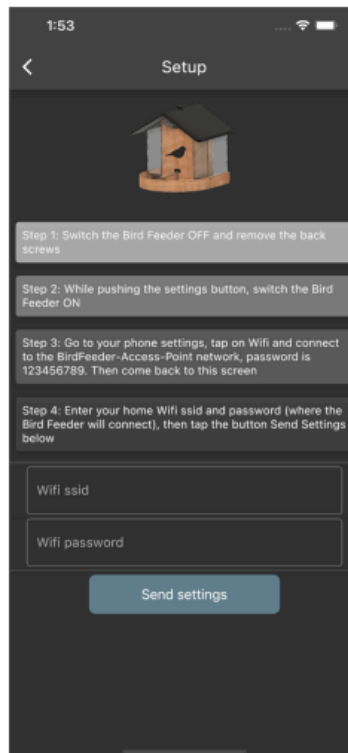 1:53
Setup
Step 1: Switch the Bird Feeder OFF and remove the back
screws
Step 2: While pushing the settings button, switch the Bird
Feeder ON
Step 3: Go to your phone settings, tap on Wifi and connect
to the BirdFeeder-Access-Point network, password is
123456789. Then come back to this screen
Step 4: Enter your home Wifi ssid and password (where the
Bird Feeder will connect), then tap the button Send Settings
below
Wifi ssid
Wifi password
Send settings